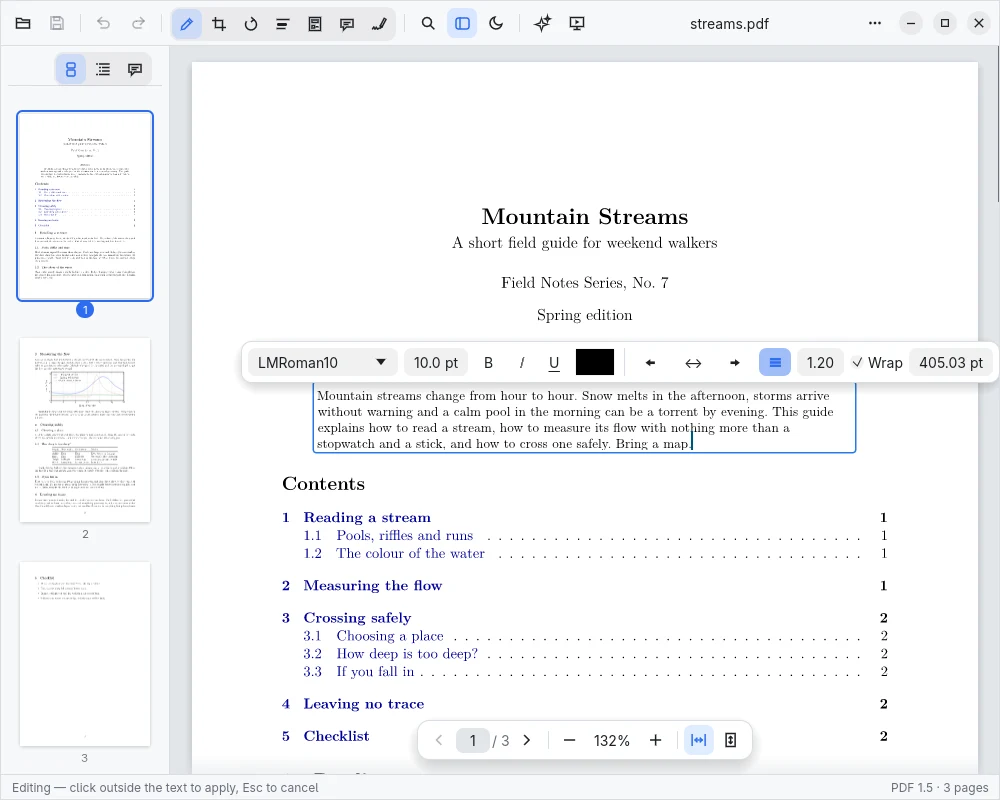 streams.pdf
Mountain Streams
A short field guide for weekend walkers
Field Notes Series, No. 7
Spring edition
LMRoman10 10.0 pt B I U 1.20 Wrap 405.03 pt
Mountain streams change from hour to hour. Snow melts in the afternoon, storms arrive
without warning and a calm pool in the morning can be a torrent by evening. This guide
explains how to read a stream, how to measure its flow with nothing more than a
stopwatch and a stick, and how to cross one safely. Bring a map.
Contents
1 Reading a stream 1
1.1 Pools, riffles and runs . . . . . . . . . . . . . . . . . . . . . . . . . . . . . . 1
1.2 The colour of the water . . . . . . . . . . . . . . . . . . . . . . . . . . . . . 1
2 Measuring the flow 1
3 Crossing safely 2
3.1 Choosing a place . . . . . . . . . . . . . . . . . . . . . . . . . . . . . . . . 2
3.2 How deep is too deep? . . . . . . . . . . . . . . . . . . . . . . . . . . . . . . 2
3.3 If you fall in . . . . . . . . . . . . . . . . . . . . . . . . . . . . . . . . . . 2
4 Leaving no trace 2
5 Checklist 2
1
2
3
1 / 3 132%
Editing — click outside the text to apply, Esc to cancel
PDF 1.5 · 3 pages